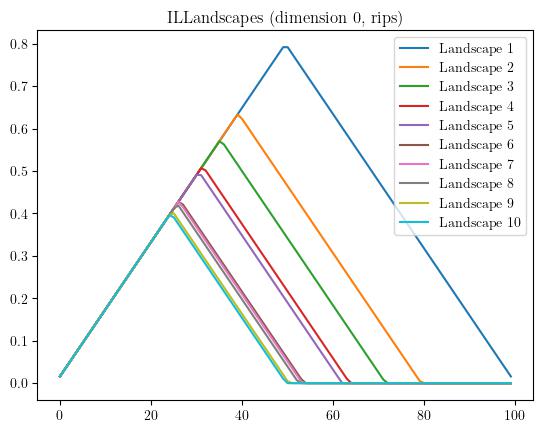 ILLandscapes (dimension 0, rips)
0.8
0.7
0.6
0.5
0.4
0.3
0.2
0.1
0.0
0
20
40
60
80
100
Landscape 1
Landscape 2
Landscape 3
Landscape 4
Landscape 5
Landscape 6
Landscape 7
Landscape 8
Landscape 9
Landscape 10